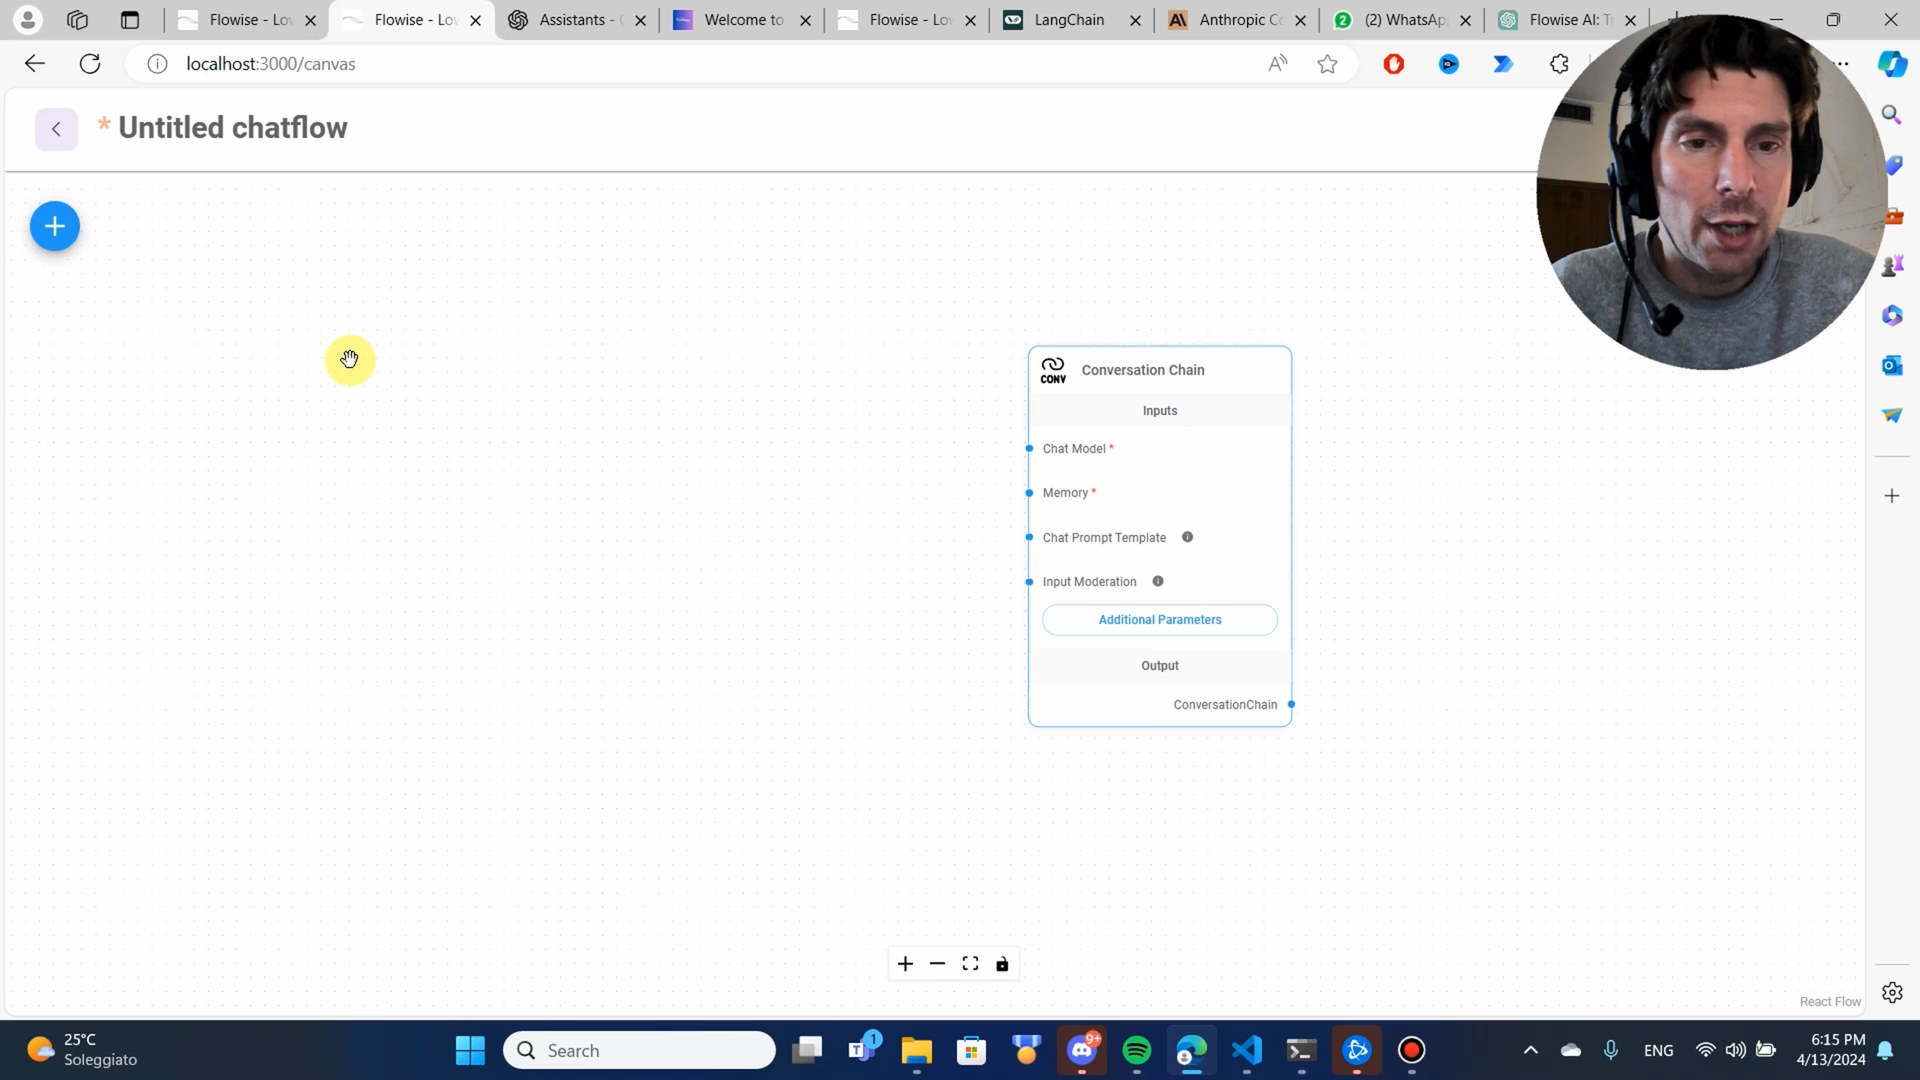 Flowise - Lo
Flowise - Lo
Assistants -
Welcome to
Flowise - Lo
LangChain
Anthropic C
(2) WhatsAp
Flowise AI: T
localhost:3000/canvas
* Untitled chatflow
CONV
Conversation Chain
Inputs
Chat Model *
Memory *
Chat Prompt Template
Input Moderation
Additional Parameters
Output
ConversationChain
React Flow
25°C
Soleggiato
Search
1
9+
ENG
6:15 PM
4/13/2024